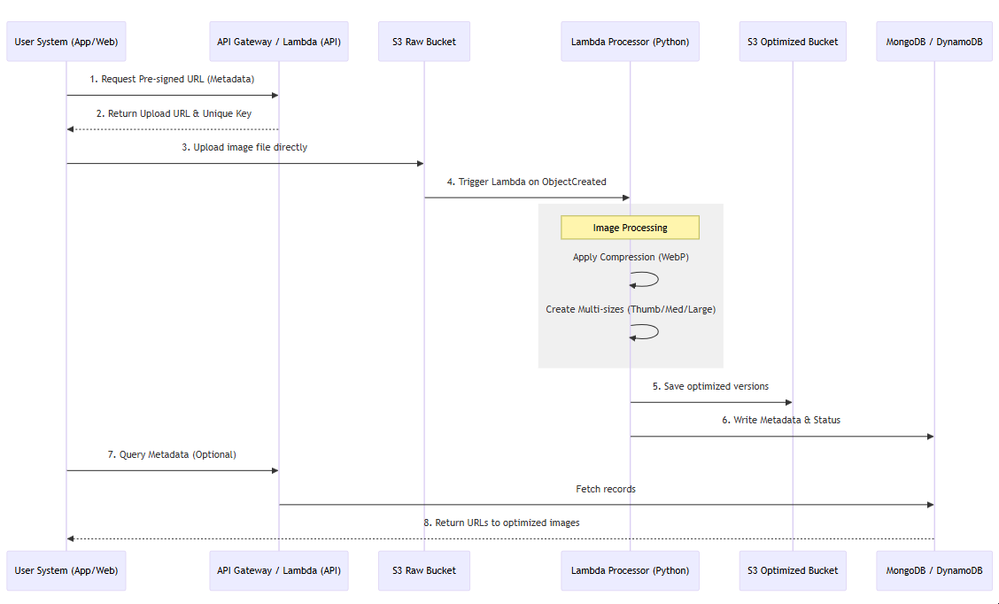 User System (App/Web)
API Gateway / Lambda (API)
S3 Raw Bucket
Lambda Processor (Python)
S3 Optimized Bucket
MongoDB / DynamoDB
1. Request Pre-signed URL (Metadata)
2. Return Upload URL & Unique Key
3. Upload image file directly
4. Trigger Lambda on ObjectCreated
Image Processing
Apply Compression (WebP)
Create Multi-sizes (Thumb/Med/Large)
5. Save optimized versions
6. Write Metadata & Status
7. Query Metadata (Optional)
Fetch records
8. Return URLs to optimized images
User System (App/Web)
API Gateway / Lambda (API)
S3 Raw Bucket
Lambda Processor (Python)
S3 Optimized Bucket
MongoDB / DynamoDB